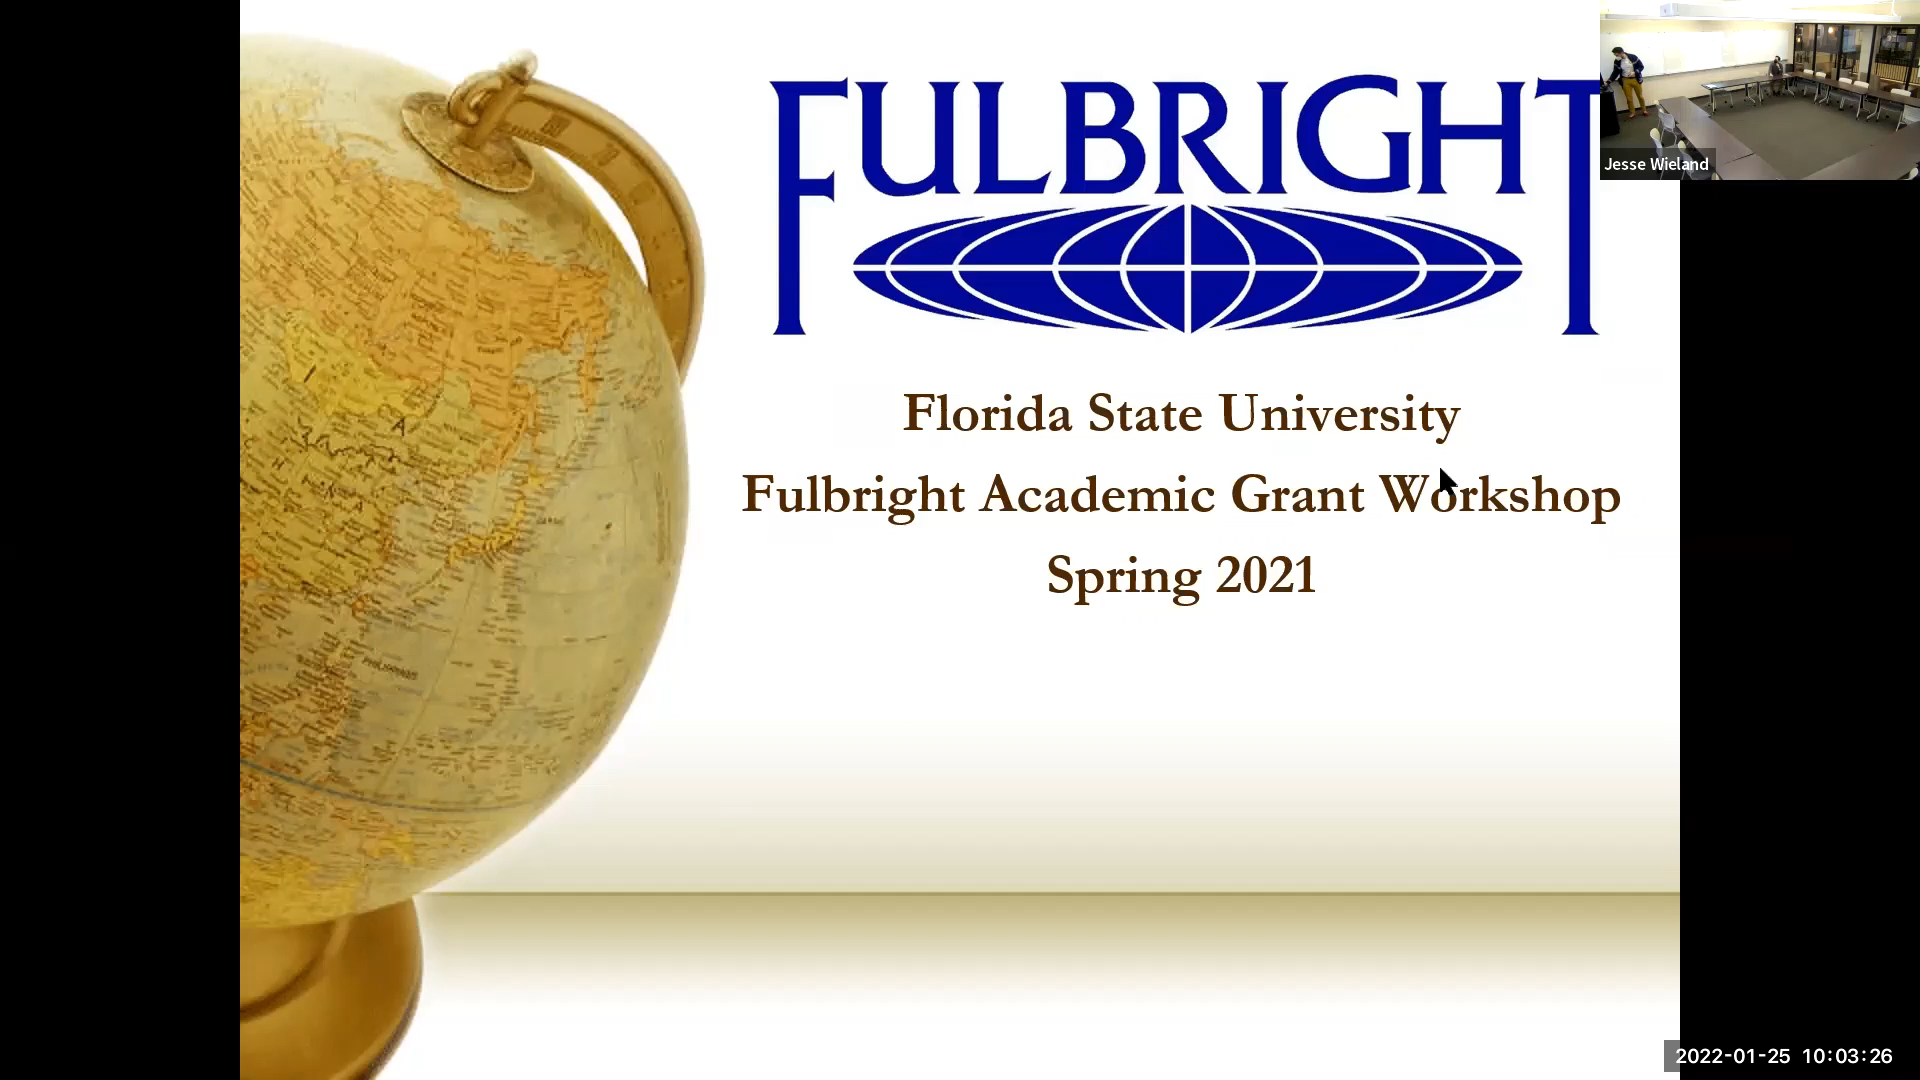 FULBRIGHT
Jesse Wieland
Florida State University
Fulbright Academic Grant Workshop
Spring 2021
2022-01-25 10:03:26